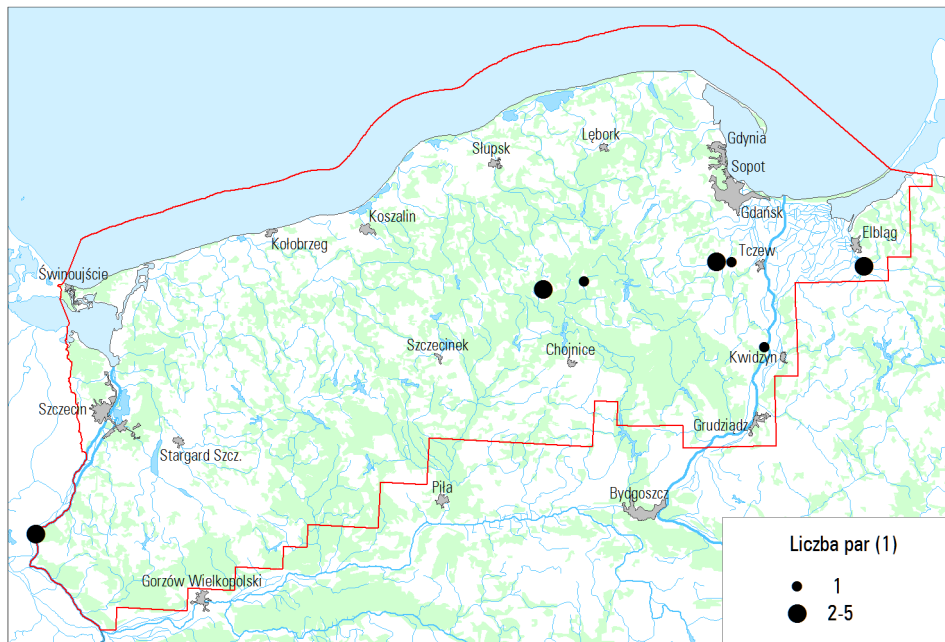 Gdynia
Lębork
Słupsk
Sopot
Gdańsk
Koszalin
Kołobrzeg
Elbląg
Tczew
Świnoujście
Szczecinek
Chojnice
Kwidzyn
Szczecin
Grudziadz
Stargard Szcz.
Piła
Bydgoszcz
Gorzów Wielkopolski
Liczba par (1)
1
2-5